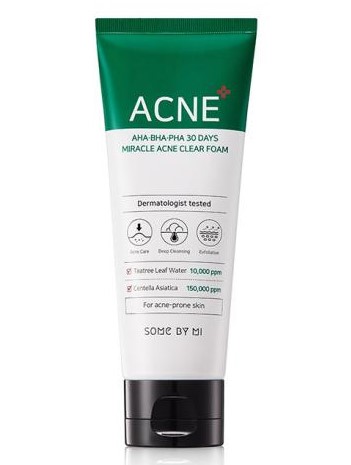 ACNE+
AHA·BHA·PHA 30 DAYS
MIRACLE ACNE CLEAR FOAM
Dermatologist tested
Pore Care Deep Cleansing Exfoliation
Teatree Leaf Water 10,000 ppm
Centella Asiatica 150,000 ppm
For acne-prone skin
SOME BY MI